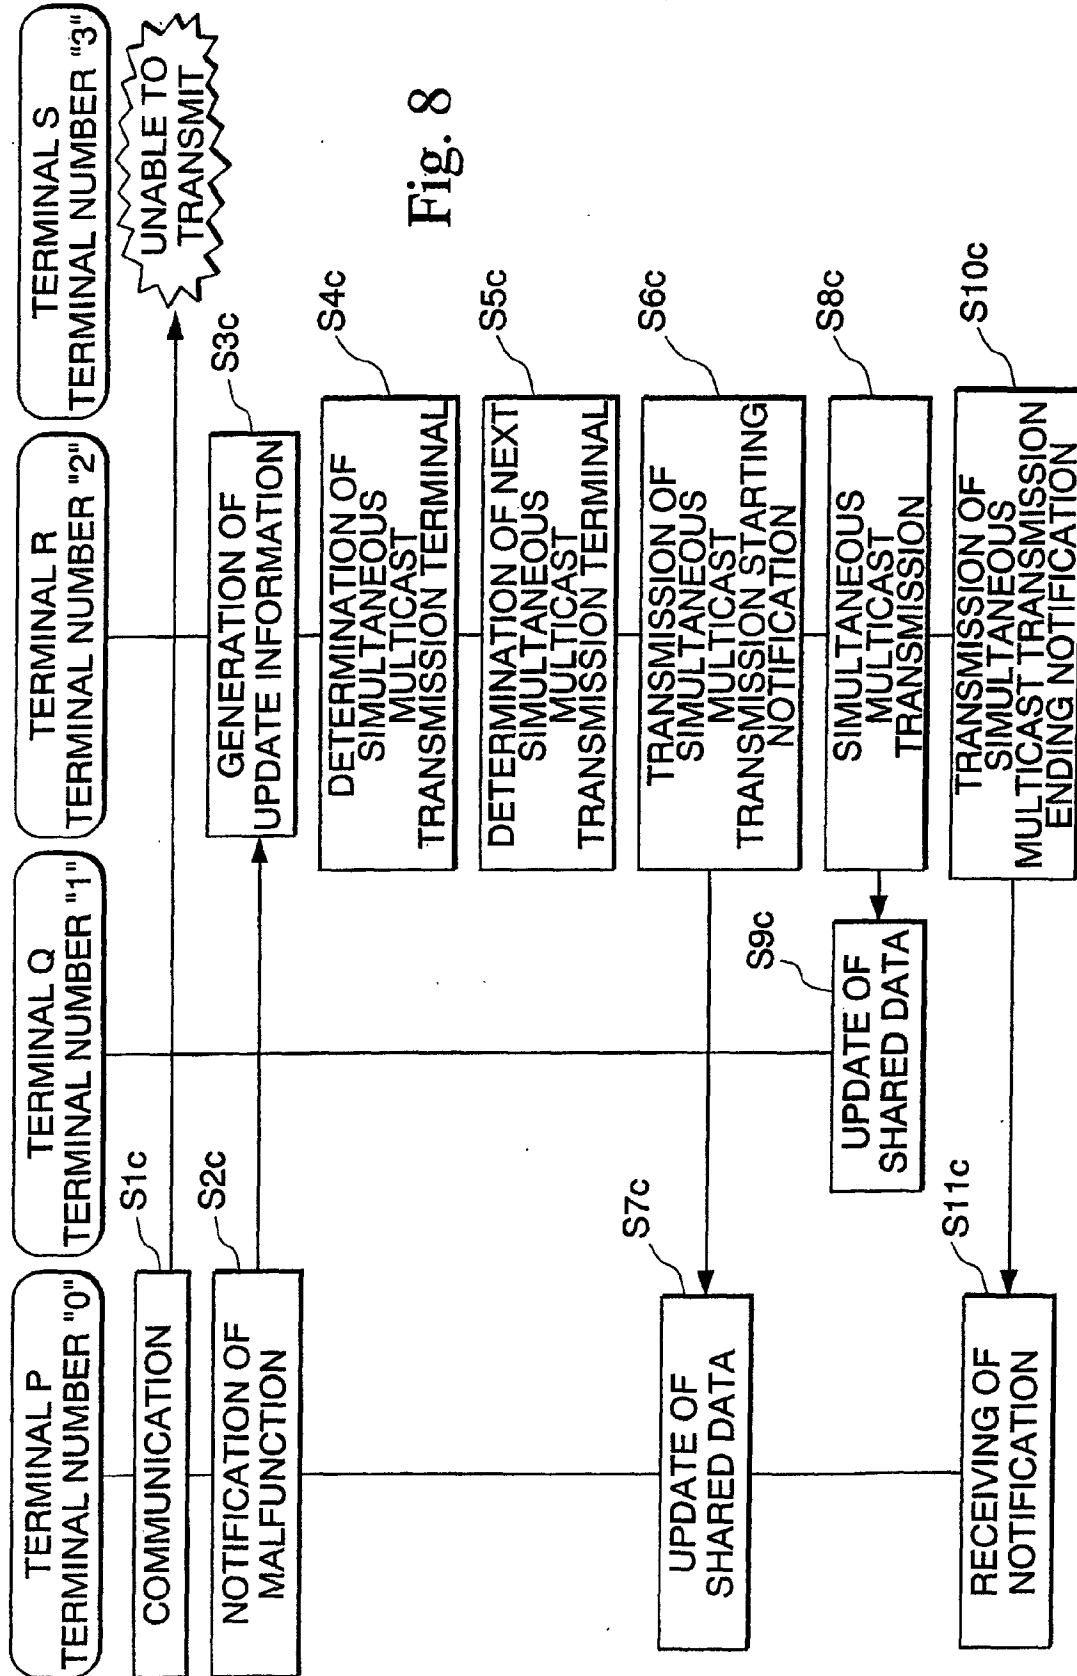 TERMINAL P
TERMINAL NUMBER "0"
TERMINAL Q
TERMINAL NUMBER "1"
TERMINAL R
TERMINAL NUMBER "2"
TERMINAL S
TERMINAL NUMBER "3"
S1c
COMMUNICATION
UNABLE TO
TRANSMIT
S2c
NOTIFICATION OF
MALFUNCTION
S3c
GENERATION OF
UPDATE INFORMATION
S4c
DETERMINATION OF
SIMULTANEOUS
MULTICAST
TRANSMISSION TERMINAL
S5c
DETERMINATION OF NEXT
SIMULTANEOUS
MULTICAST
TRANSMISSION TERMINAL
S6c
TRANSMISSION OF
SIMULTANEOUS
MULTICAST
TRANSMISSION STARTING
NOTIFICATION
S7c
UPDATE OF
SHARED DATA
S8c
SIMULTANEOUS
MULTICAST
TRANSMISSION
S9c
UPDATE OF
SHARED DATA
S10c
TRANSMISSION OF
SIMULTANEOUS
MULTICAST TRANSMISSION
ENDING NOTIFICATION
S11c
RECEIVING OF
NOTIFICATION
Fig. 8